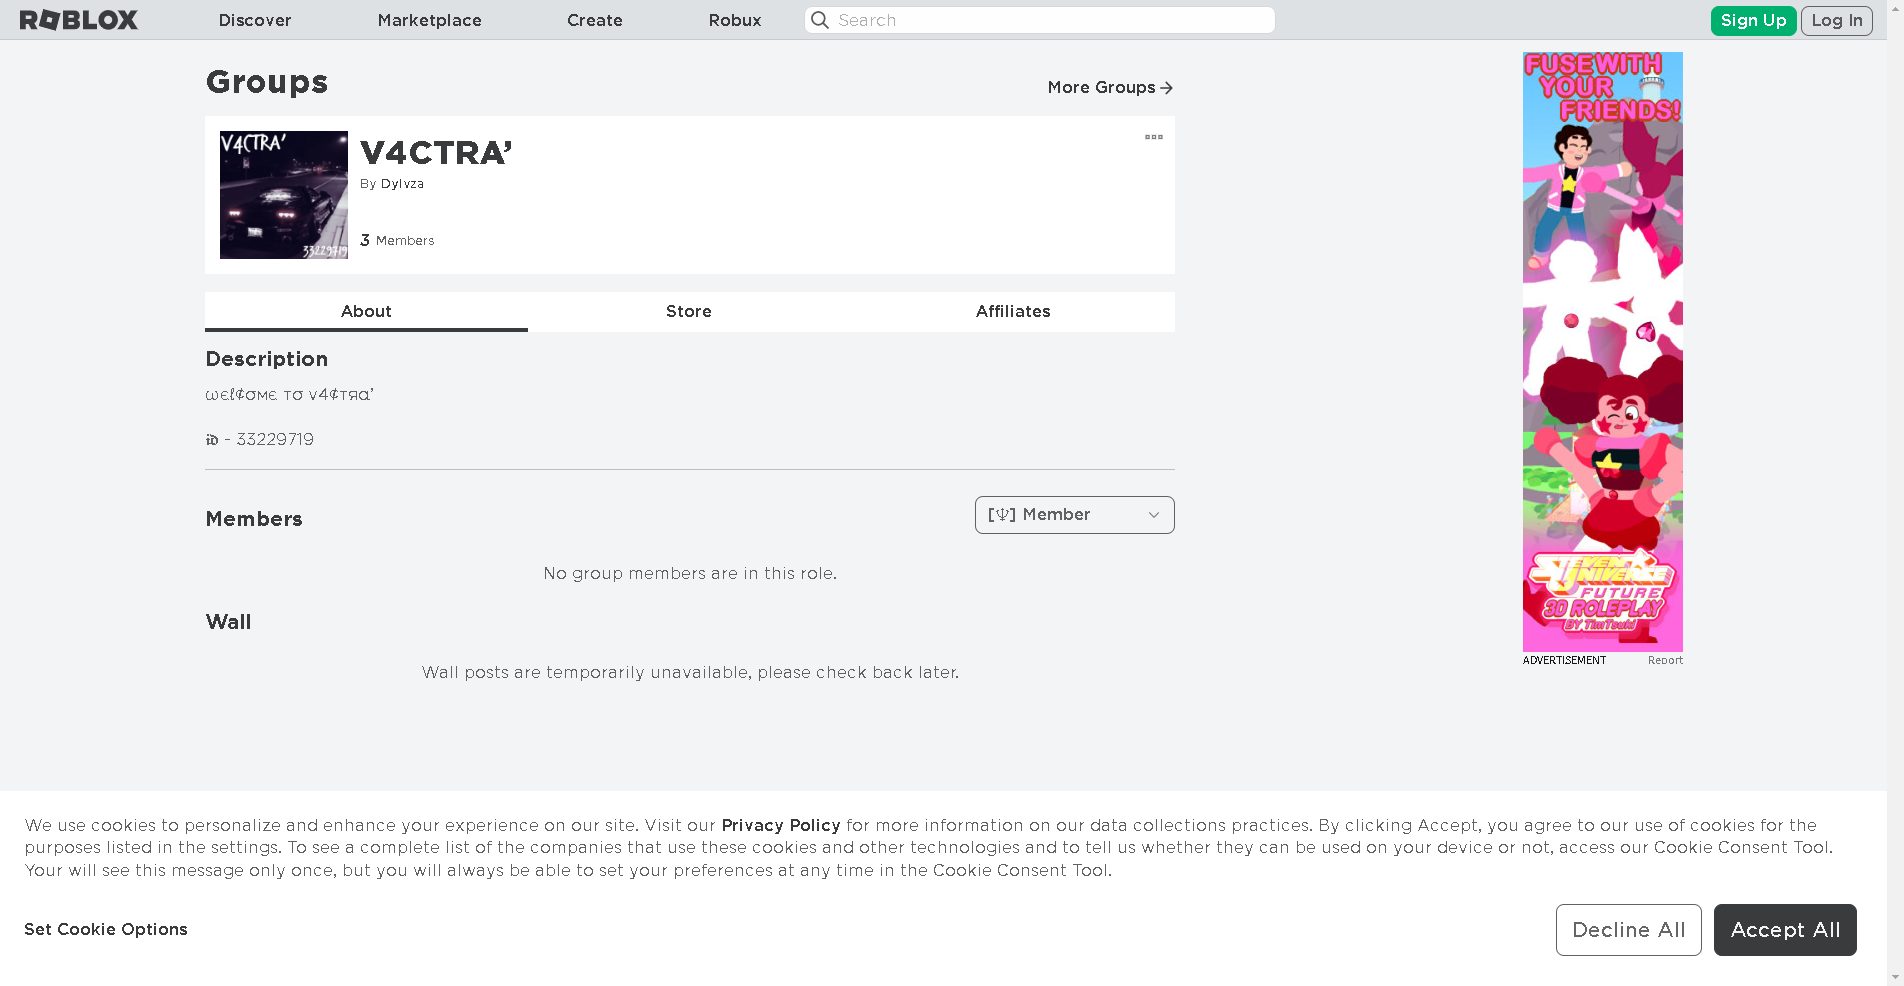 ROBLOX
Discover
Marketplace
Create
Robux
Search
Sign Up
Log In
Groups
More Groups
V4CTRA’
33229719
V4CTRA’
By Dylvza
3 Members
About
Store
Affiliates
Description
ωєℓ¢σмє тσ v4¢тяα’
𝖎𝕯 - 33229719
Members
[♆] Member
No group members are in this role.
Wall
Wall posts are temporarily unavailable, please check back later.
FUSE WITH
YOUR
FRIENDS!
STEVEN
UNIVERSE
FUTURE
3D ROLEPLAY
BY TimTsuki
ADVERTISEMENT
Report
We use cookies to personalize and enhance your experience on our site. Visit our Privacy Policy for more information on our data collections practices. By clicking Accept, you agree to our use of cookies for the
purposes listed in the settings. To see a complete list of the companies that use these cookies and other technologies and to tell us whether they can be used on your device or not, access our Cookie Consent Tool.
Your will see this message only once, but you will always be able to set your preferences at any time in the Cookie Consent Tool.
Set Cookie Options
Decline All
Accept All